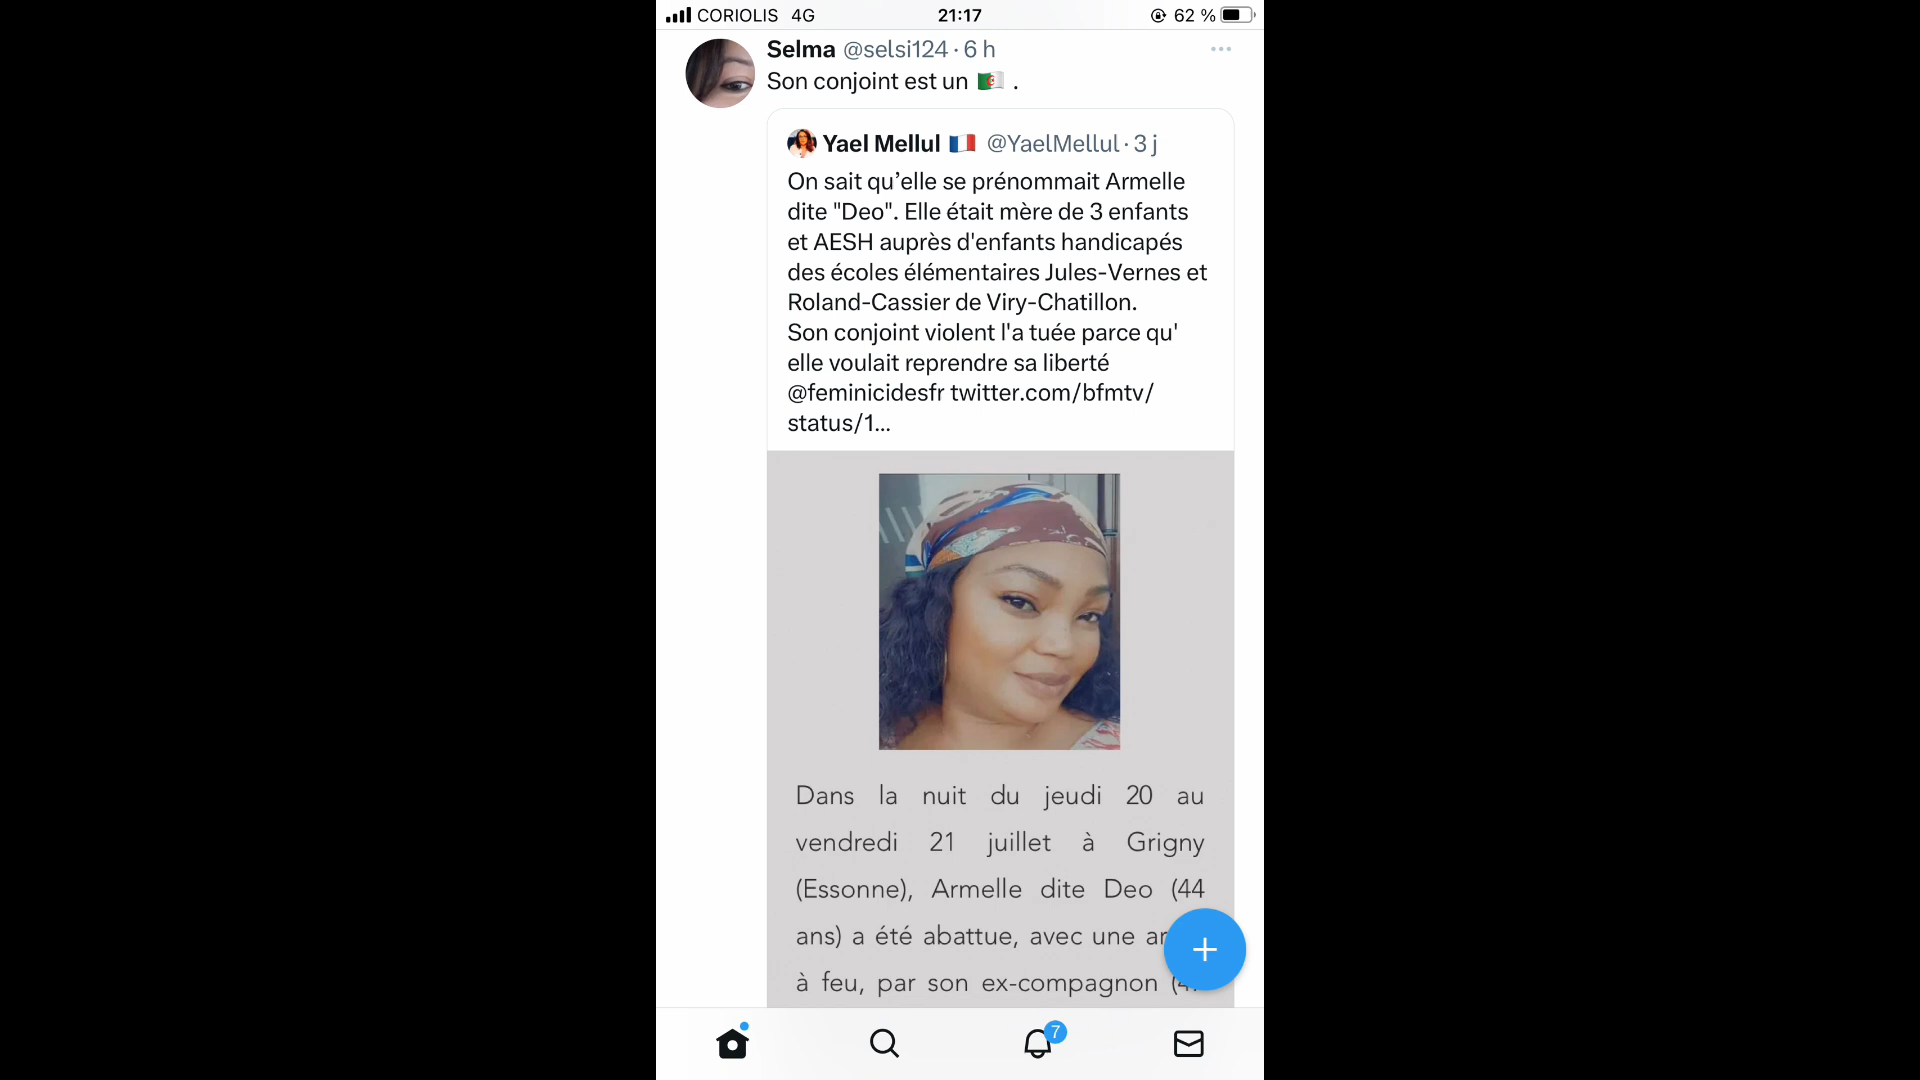 CORIOLIS 4G 21:17 62 %
Selma @selsi124 · 6 h
Son conjoint est un 🇩🇿 .
Yael Mellul 🇫🇷 @YaelMellul · 3 j
On sait qu’elle se prénommait Armelle
dite "Deo". Elle était mère de 3 enfants
et AESH auprès d'enfants handicapés
des écoles élémentaires Jules-Vernes et
Roland-Cassier de Viry-Chatillon.
Son conjoint violent l'a tuée parce qu'
elle voulait reprendre sa liberté
@feminicidesfr twitter.com/bfmtv/
status/1...
Dans la nuit du jeudi 20 au
vendredi 21 juillet à Grigny
(Essonne), Armelle dite Deo (44
ans) a été abattue, avec une
à feu, par son ex-compagnon
7